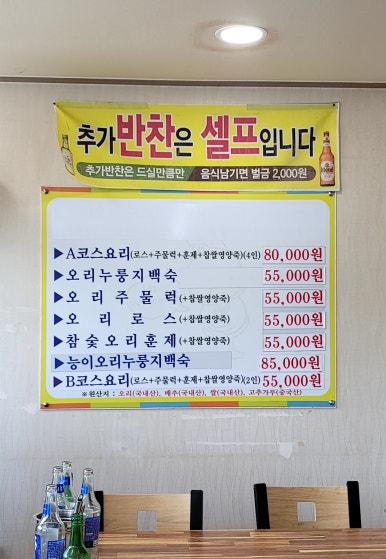 추가반찬은 셀프입니다
추가반찬은 드실만큼만 음식남기면 벌금 2,000원
▶A코스요리(로스+주물럭+훈제+찹쌀영양죽)(4인) 80,000원
▶오리누룽지백숙 55,000원
▶오리주물럭(+찹쌀영양죽) 55,000원
▶오리로스(+찹쌀영양죽) 55,000원
▶참숯오리훈제(+찹쌀영양죽) 55,000원
▶능이오리누룽지백숙 85,000원
▶B코스요리(로스+주물럭+훈제+찹쌀영양죽)(2인) 55,000원
※원산지 : 오리(국내산), 배추(국내산), 쌀(국내산), 고추가루(중국산)